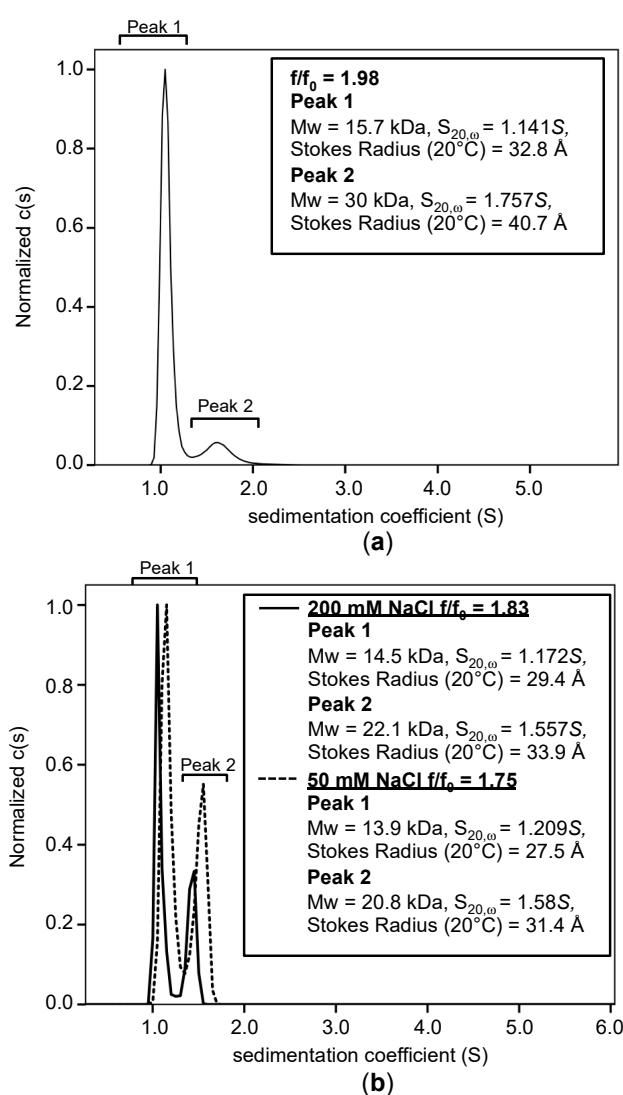 Peak 1
1.0
0.8
0.6
0.4
0.2
0.0
Normalized c(s)
f/f₀ = 1.98
Peak 1
Mw = 15.7 kDa, S₂₀,ω = 1.141S,
Stokes Radius (20°C) = 32.8 Å
Peak 2
Mw = 30 kDa, S₂₀,ω = 1.757S,
Stokes Radius (20°C) = 40.7 Å
Peak 2
1.0 2.0 3.0 4.0 5.0
sedimentation coefficient (S)
(a)
Peak 1
1.0
0.8
0.6
0.4
0.2
0.0
Normalized c(s)
Peak 2
200 mM NaCl f/f₀ = 1.83
Peak 1
Mw = 14.5 kDa, S₂₀,ω = 1.172S,
Stokes Radius (20°C) = 29.4 Å
Peak 2
Mw = 22.1 kDa, S₂₀,ω = 1.557S,
Stokes Radius (20°C) = 33.9 Å
50 mM NaCl f/f₀ = 1.75
Peak 1
Mw = 13.9 kDa, S₂₀,ω = 1.209S,
Stokes Radius (20°C) = 27.5 Å
Peak 2
Mw = 20.8 kDa, S₂₀,ω = 1.58S,
Stokes Radius (20°C) = 31.4 Å
1.0 2.0 3.0 4.0 5.0 6.0
sedimentation coefficient (S)
(b)